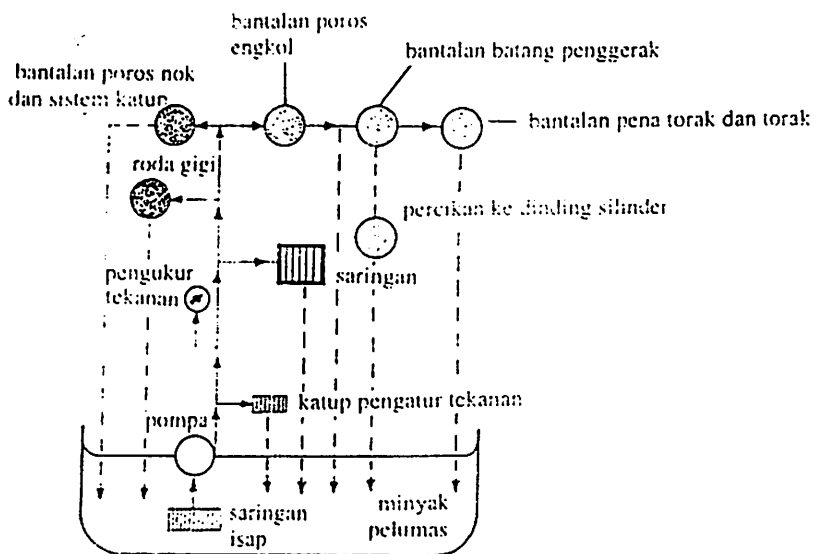 bantalan poros
engkol
bantalan batang penggerak
bantalan poros nok
dan sistem katup
bantalan pena torak dan torak
roda gigi
percikan ke dinding silinder
saringan
pengukur
tekanan
katup pengatur tekanan
pompa
saringan
isap
minyak
pelumas